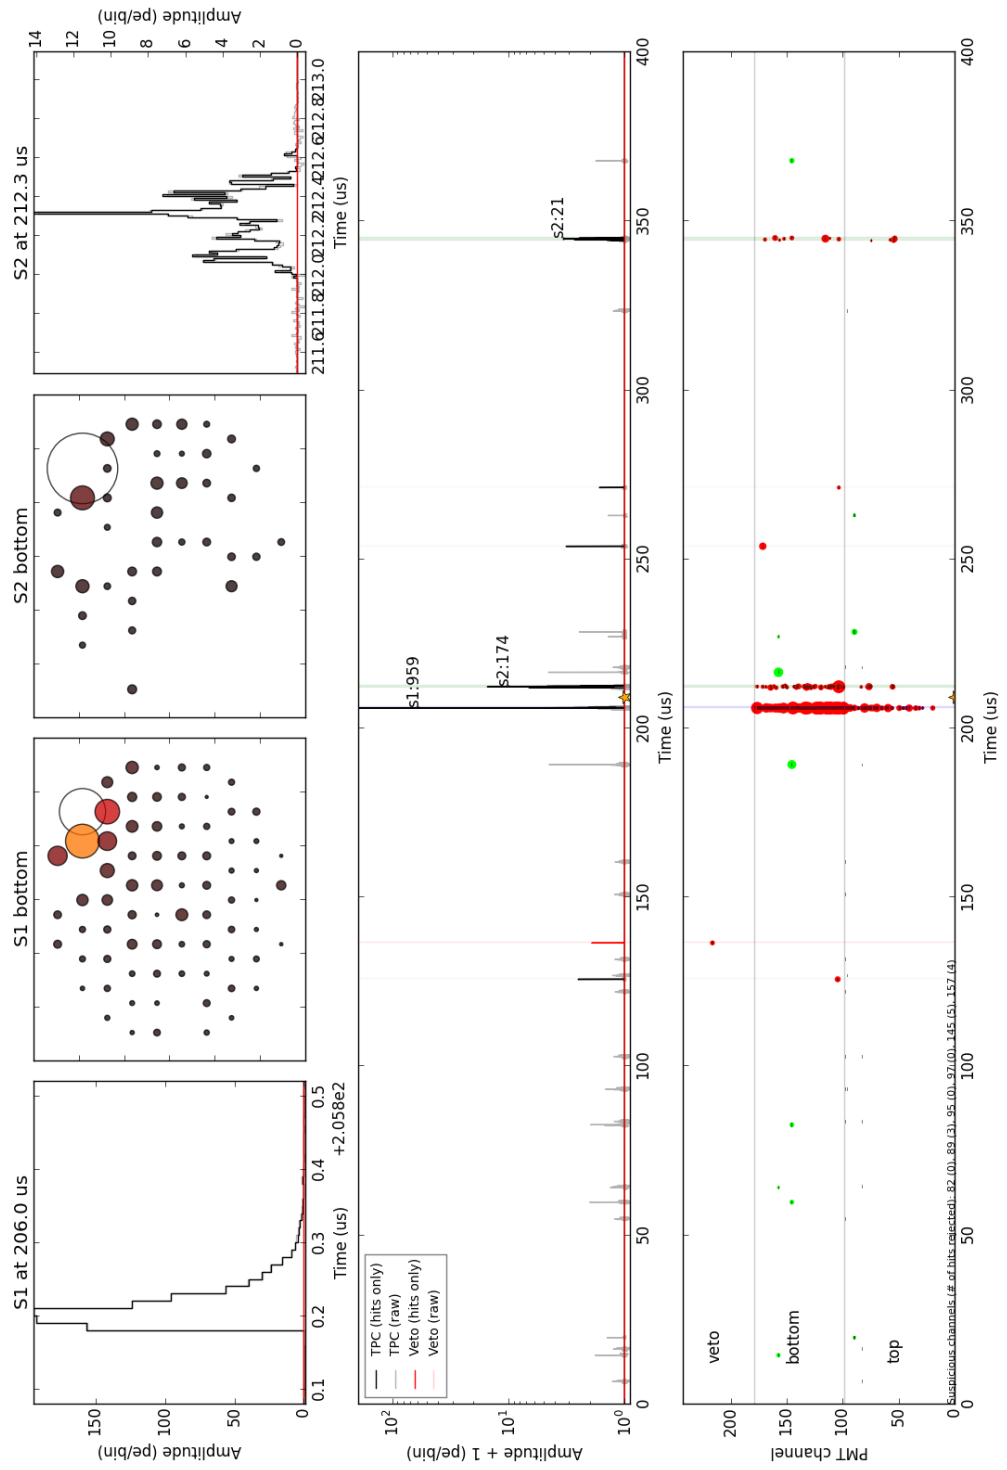 S1 at 206.0 us
Amplitude (pe/bin)
150
100
50
0
0.1
0.2
0.3
0.4
0.5
+2.058e2
Time (us)
S1 bottom
S2 bottom
S2 at 212.3 us
Amplitude (pe/bin)
14
12
10
8
6
4
2
0
211.6
211.8
212.0
212.2
212.4
212.6
212.8
213.0
Time (us)
Amplitude + 1 (pe/bin)
10²
10¹
10⁰
TPC (hits only)
TPC (raw)
Veto (hits only)
Veto (raw)
s1:959
s2:174
s2:21
0
50
100
150
200
250
300
350
400
Time (us)
PMT channel
200
150
100
50
0
veto
bottom
top
Suspicious channels (# of hits rejected): 82 (0), 89 (3), 95 (0), 97 (0), 145 (5), 157 (4)
0
50
100
150
200
250
300
350
400
Time (us)